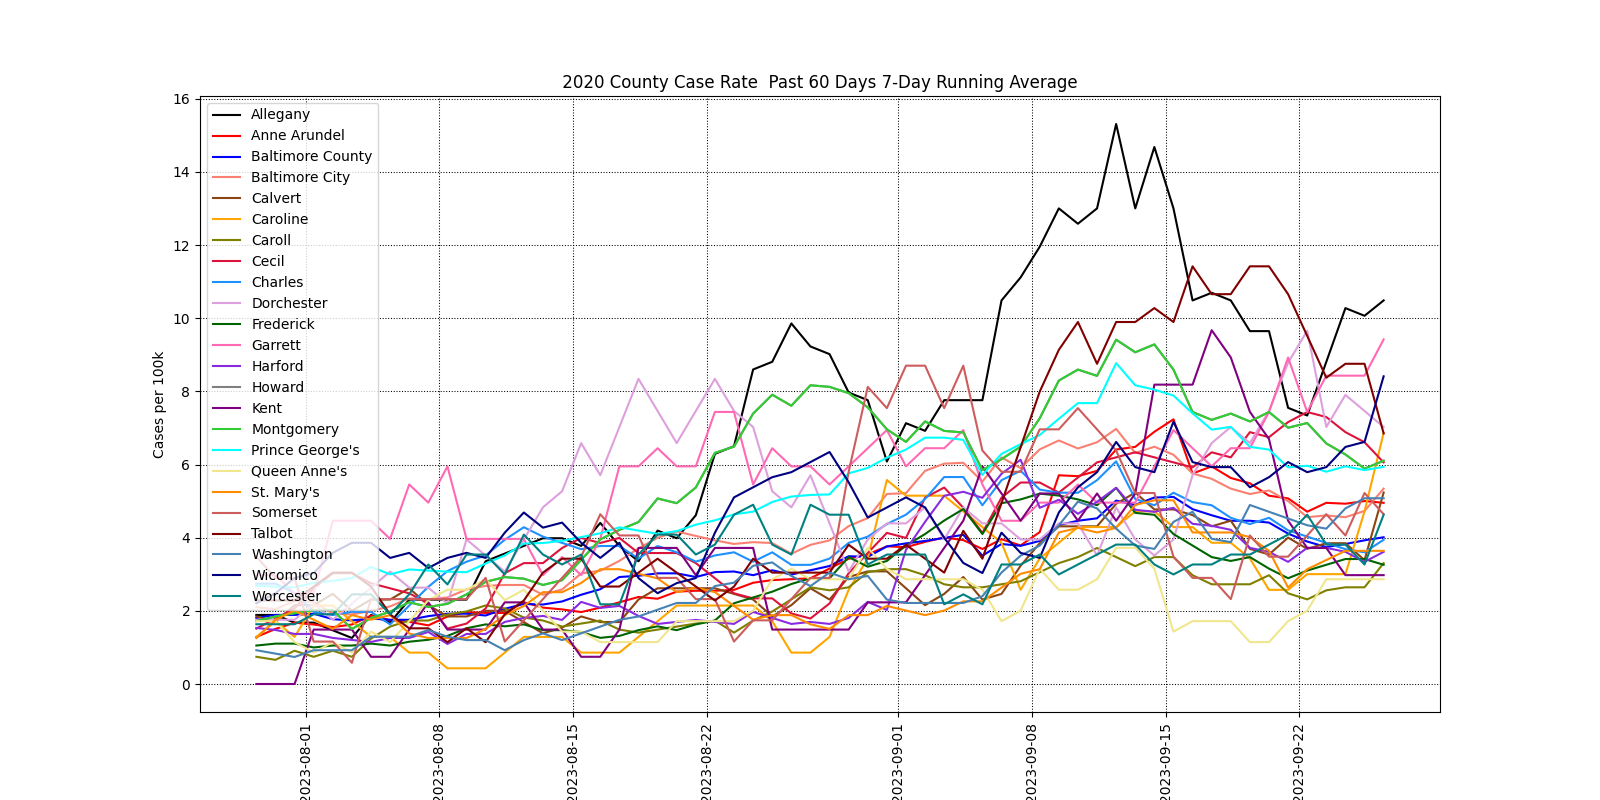 2020 County Case Rate  Past 60 Days 7-Day Running Average
Cases per 100k
16
14
12
10
8
6
4
2
0
Allegany
Anne Arundel
Baltimore County
Baltimore City
Calvert
Caroline
Caroll
Cecil
Charles
Dorchester
Frederick
Garrett
Harford
Howard
Kent
Montgomery
Prince George's
Queen Anne's
St. Mary's
Somerset
Talbot
Washington
Wicomico
Worcester
2023-08-01
2023-08-08
2023-08-15
2023-08-22
2023-09-01
2023-09-08
2023-09-15
2023-09-22